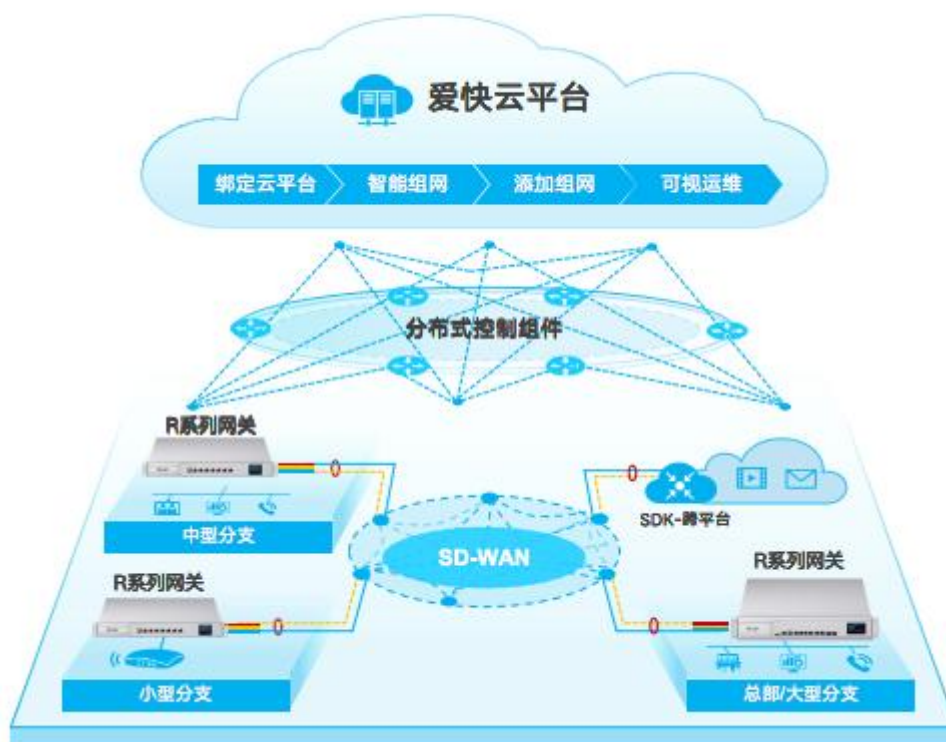 爱快云平台
绑定云平台 智能组网 添加组网 可视运维
分布式控制组件
R系列网关
中型分支
SDK-跨平台
SD-WAN
R系列网关
小型分支
R系列网关
总部/大型分支